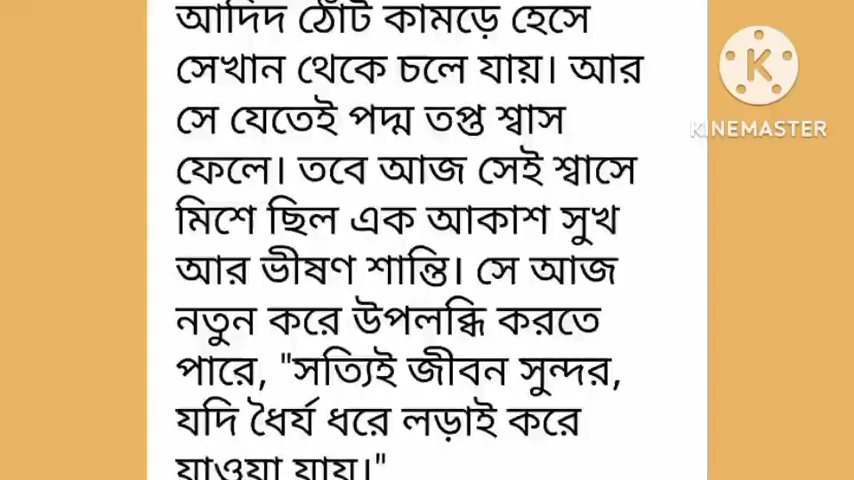 আদিদ ঠোঁট কামড়ে হেসে
সেখান থেকে চলে যায়। আর
সে যেতেই পদ্ম তপ্ত শ্বাস
ফেলে। তবে আজ সেই শ্বাসে
মিশে ছিল এক আকাশ সুখ
আর ভীষণ শান্তি। সে আজ
নতুন করে উপলব্ধি করতে
পারে, "সত্যিই জীবন সুন্দর,
যদি ধৈর্য ধরে লড়াই করে
যাওয়া যায়।"
K
KINEMASTER